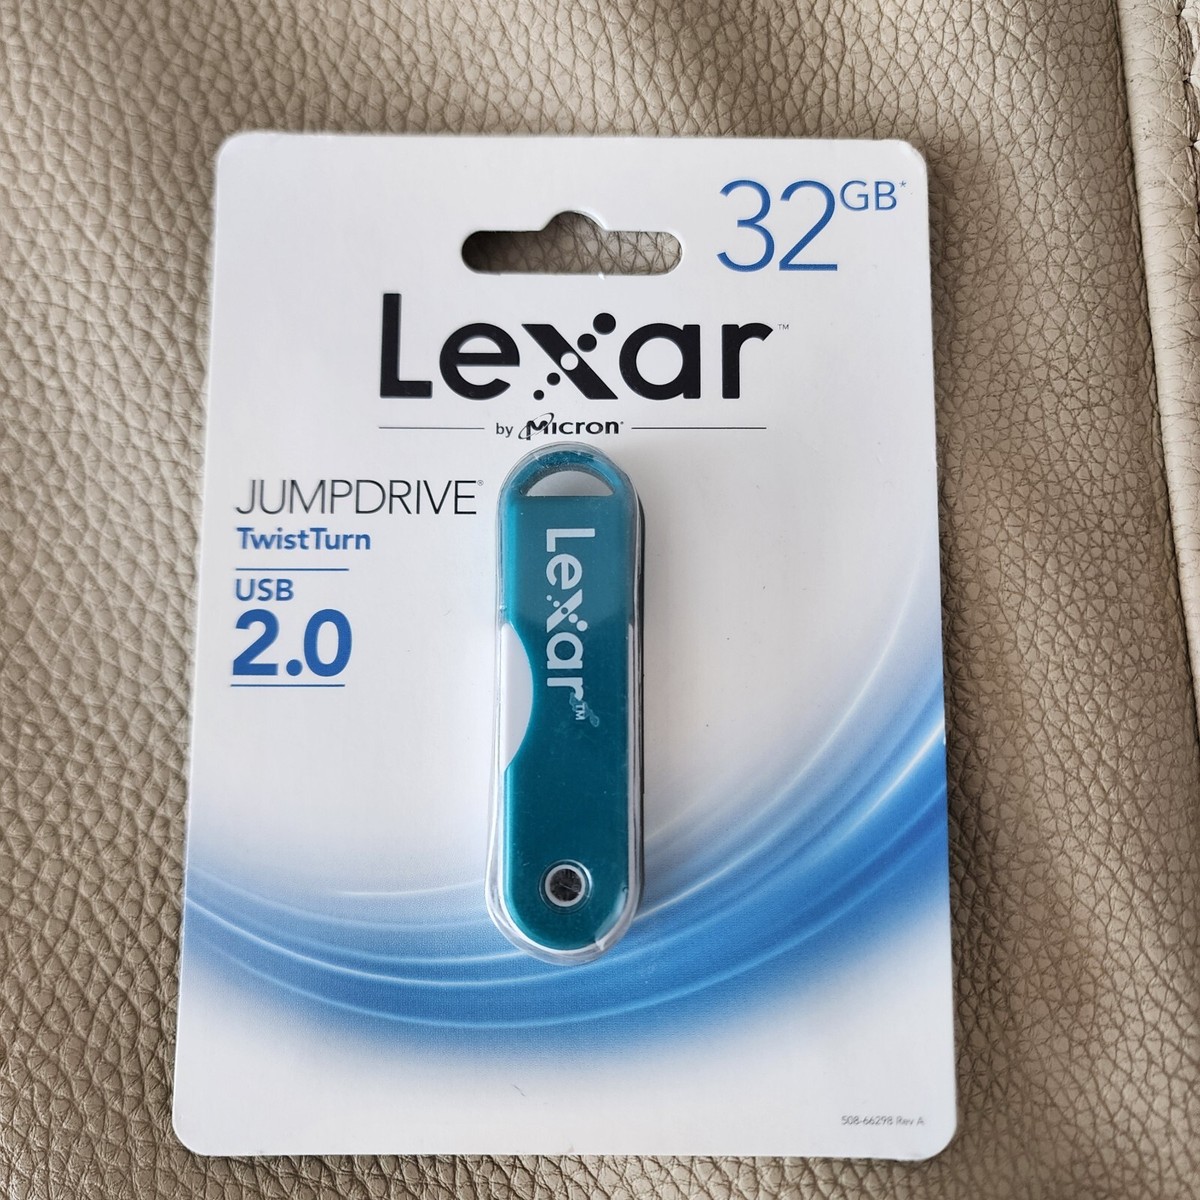 32GB*
Lexar™
by Micron®
JUMPDRIVE®
TwistTurn
USB
2.0
Lexar™
508-66298 Rev A